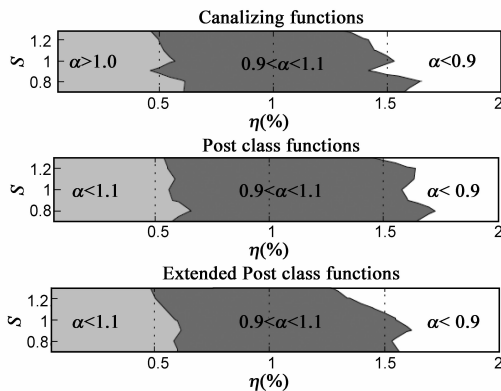 Canalizing functions
1.2
1
0.8
S
α>1.0
0.9<α<1.1
α<0.9
0.5
1
1.5
2
η(%)
Post class functions
1.2
1
0.8
S
α<1.1
0.9<α<1.1
α< 0.9
0.5
1
1.5
2
η(%)
Extended Post class functions
1.2
1
0.8
S
α<1.1
0.9<α<1.1
α< 0.9
0.5
1
1.5
2
η(%)